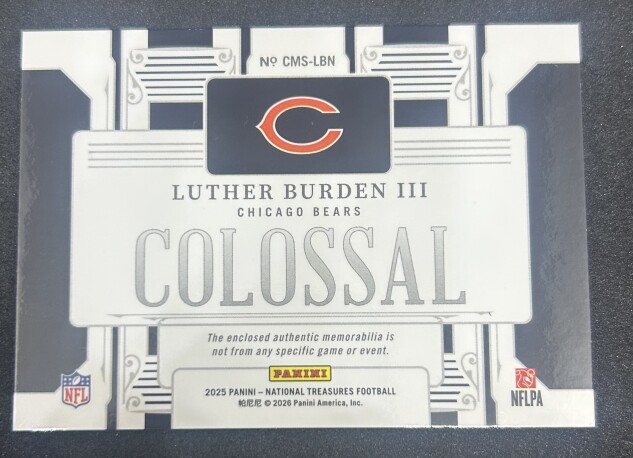 Nº CMS-LBN
LUTHER BURDEN III
CHICAGO BEARS
COLOSSAL
The enclosed authentic memorabilia is
not from any specific game or event.
PANINI
2025 PANINI – NATIONAL TREASURES FOOTBALL
帕尼尼 © 2026 Panini America, Inc.
NFL
NFLPA